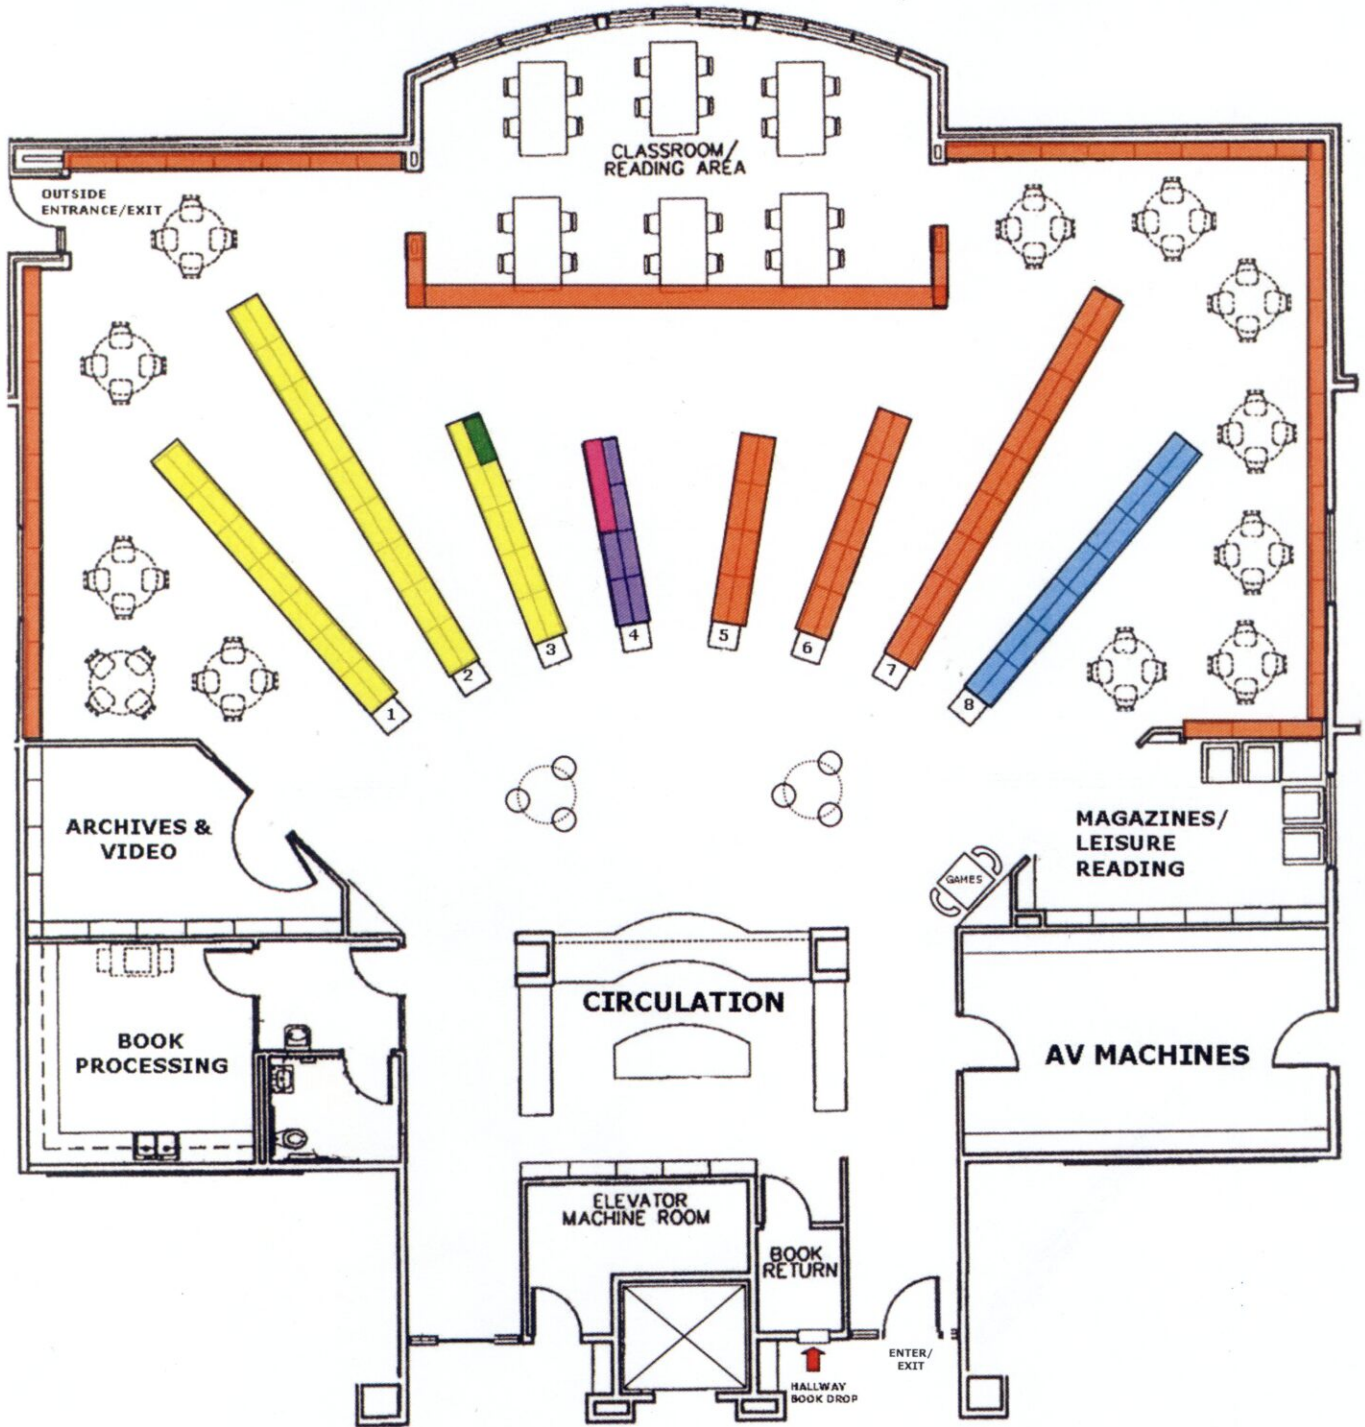 CLASSROOM/
READING AREA
OUTSIDE
ENTRANCE/EXIT
1
2
3
4
5
6
7
8
ARCHIVES &
VIDEO
MAGAZINES/
LEISURE
READING
GAMES
CIRCULATION
BOOK
PROCESSING
AV MACHINES
ELEVATOR
MACHINE ROOM
BOOK
RETURN
ENTER/
EXIT
HALLWAY
BOOK DROP